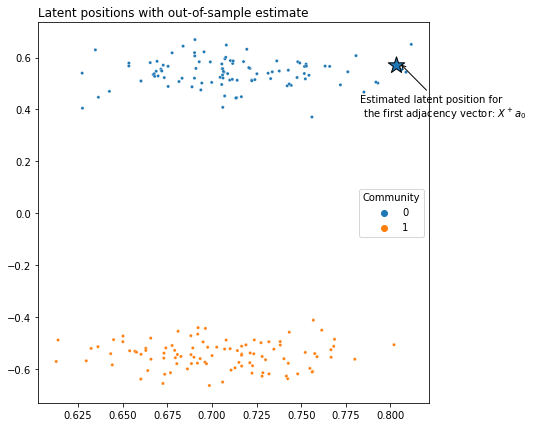 Latent positions with out-of-sample estimate
0.6
0.4
0.2
0.0
−0.2
−0.4
−0.6
Estimated latent position for
the first adjacency vector: X⁺a₀
Community
0
1
0.625 0.650 0.675 0.700 0.725 0.750 0.775 0.800